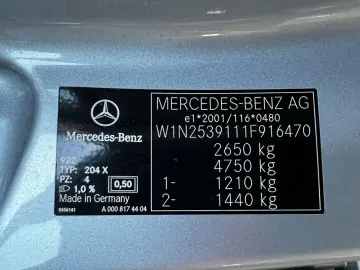 MERCEDES-BENZ AG
e1*2001/116*0480
W1N2539111F916470
2650 kg
4750 kg
1- 1210 kg
2- 1440 kg
Mercedes-Benz
922
TYP: 204 X
PZ: 4
1,0 % 0,50
Made in Germany
A 000 817 44 04